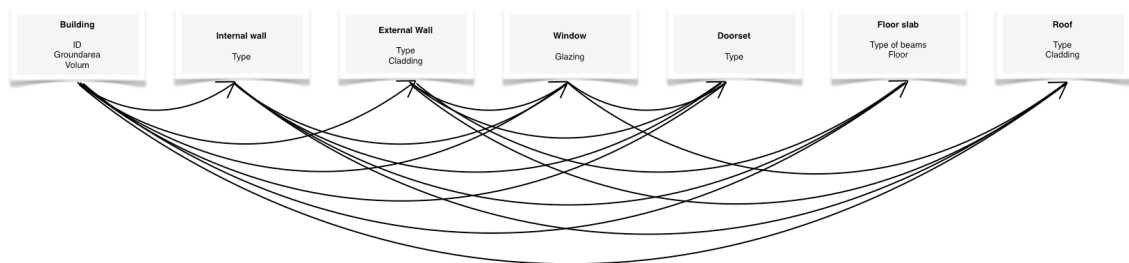 Building
ID
Groundarea
Volum
Internal wall
Type
External Wall
Type
Cladding
Window
Glazing
Doorset
Type
Floor slab
Type of beams
Floor
Roof
Type
Cladding